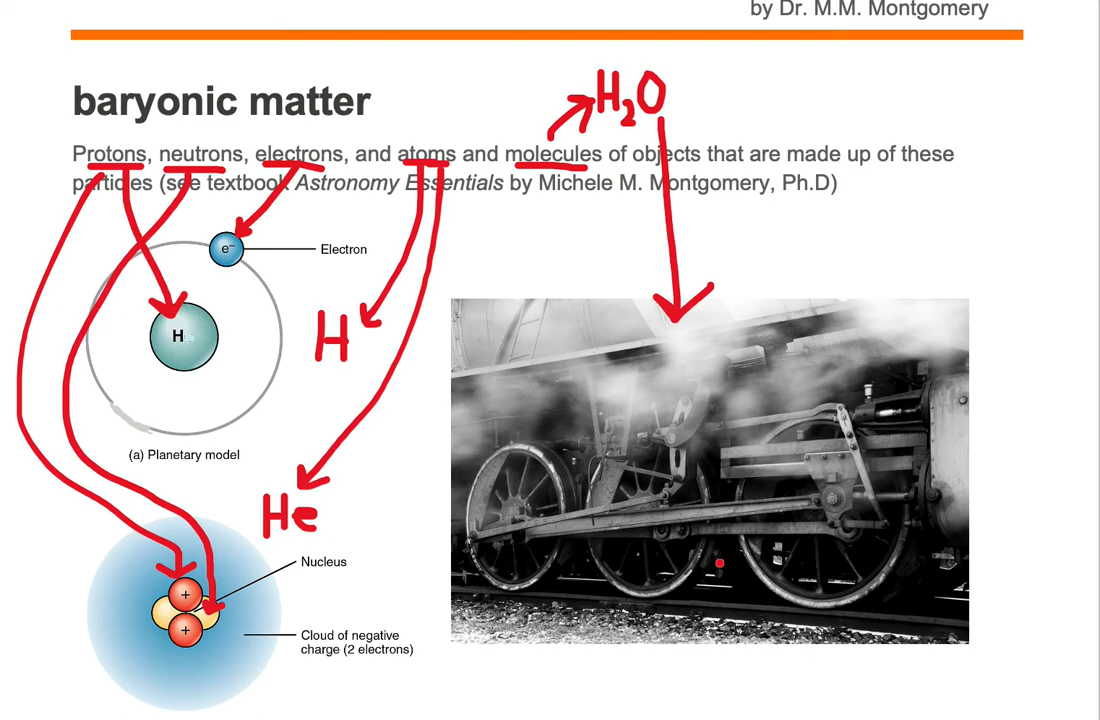 by Dr. M.M. Montgomery
baryonic matter
H₂O
Protons, neutrons, electrons, and atoms and molecules of objects that are made up of these
particles (see textbook Astronomy Essentials by Michele M. Montgomery, Ph.D)
e⁻ Electron
H
H
(a) Planetary model
He
Nucleus
+
+
Cloud of negative
charge (2 electrons)